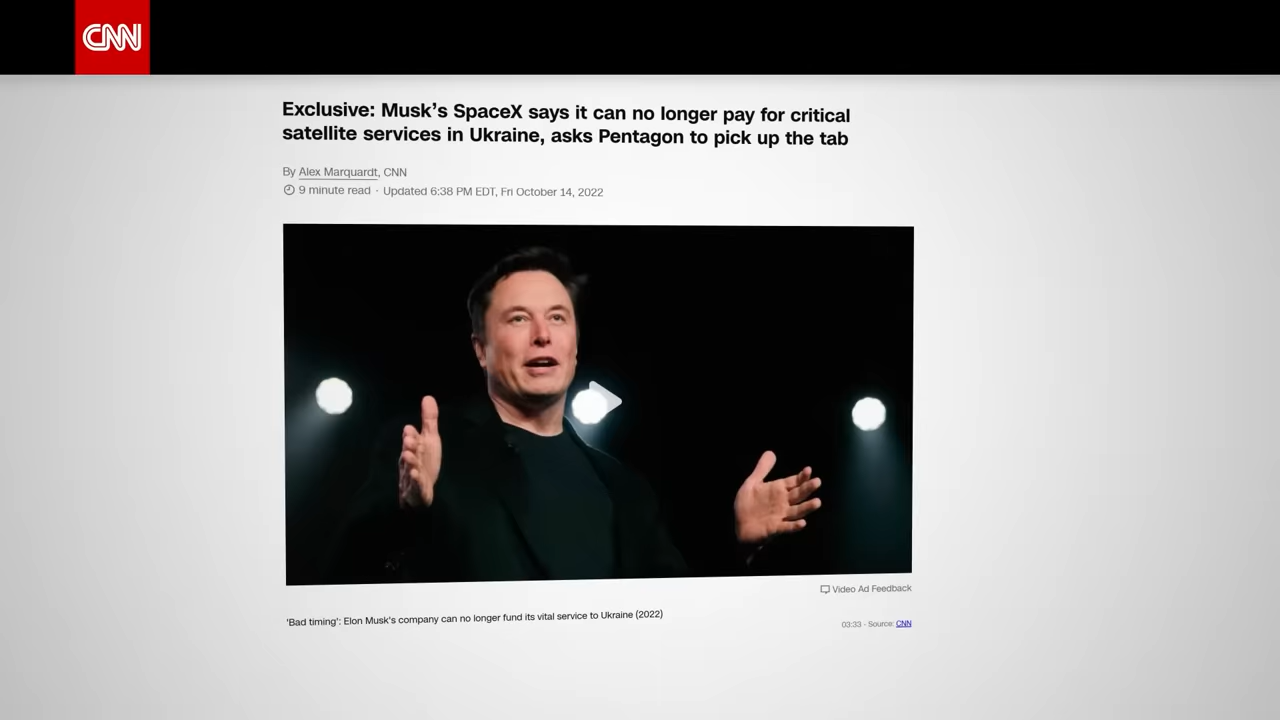 CNN
Exclusive: Musk’s SpaceX says it can no longer pay for critical
satellite services in Ukraine, asks Pentagon to pick up the tab
By Alex Marquardt, CNN
9 minute read · Updated 6:38 PM EDT, Fri October 14, 2022
Video Ad Feedback
'Bad timing': Elon Musk's company can no longer fund its vital service to Ukraine (2022)
03:33 - Source: CNN